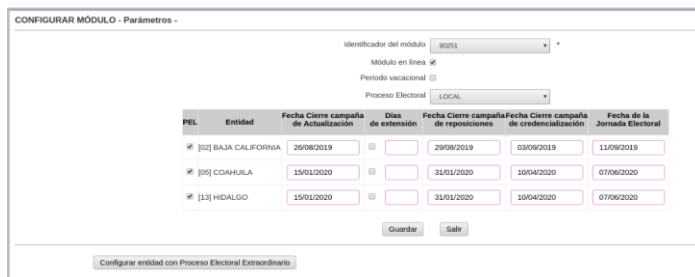 CONFIGURAR MÓDULO - Parámetros -
Identificador del módulo 90251 *
Módulo en línea
Período vacacional
Proceso Electoral LOCAL
PEL Entidad Fecha Cierre campaña de Actualización Días de extensión Fecha Cierre campaña de reposiciones Fecha Cierre campaña de credencialización Fecha de la Jornada Electoral
[02] BAJA CALIFORNIA 26/08/2019 29/08/2019 03/09/2019 11/09/2019
[05] COAHUILA 15/01/2020 31/01/2020 10/04/2020 07/06/2020
[13] HIDALGO 15/01/2020 31/01/2020 10/04/2020 07/06/2020
Guardar Salir
Configurar entidad con Proceso Electoral Extraordinario